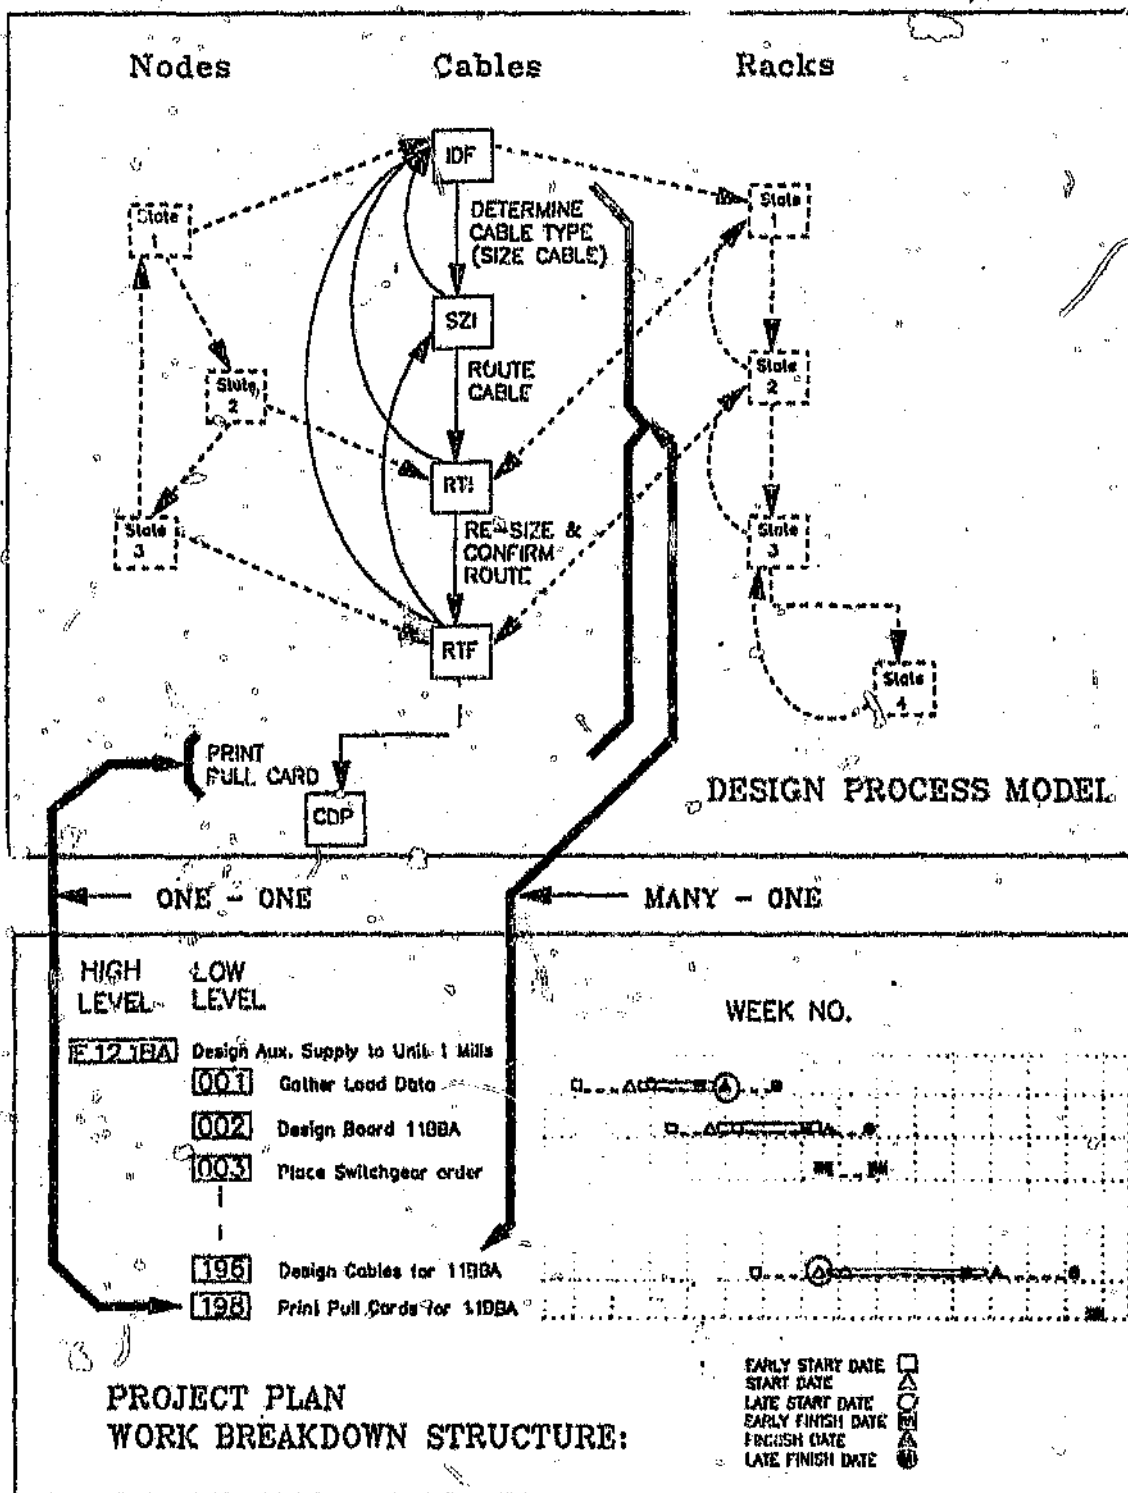 Nodes
Cables
Racks
IDF
State
1
State
1
DETERMINE
CABLE TYPE
(SIZE CABLE)
SZI
ROUTE
CABLE
State
2
State
2
RTI
State
3
State
3
RE-SIZE &
CONFIRM
ROUTE
RTF
State
4
PRINT
PULL CARD
CDP
DESIGN PROCESS MODEL
ONE - ONE
MANY - ONE
HIGH
LEVEL
LOW
LEVEL
WEEK NO.
E 12 1BA Design Aux. Supply to Unit 1 Mills
001 Gather Load Data
002 Design Board 11BBA
003 Place Switchgear order
196 Design Cables for 11BBA
198 Print Pull Cards for 11BBA
PROJECT PLAN
WORK BREAKDOWN STRUCTURE:
EARLY START DATE
START DATE
LATE START DATE
EARLY FINISH DATE
FINISH DATE
LATE FINISH DATE